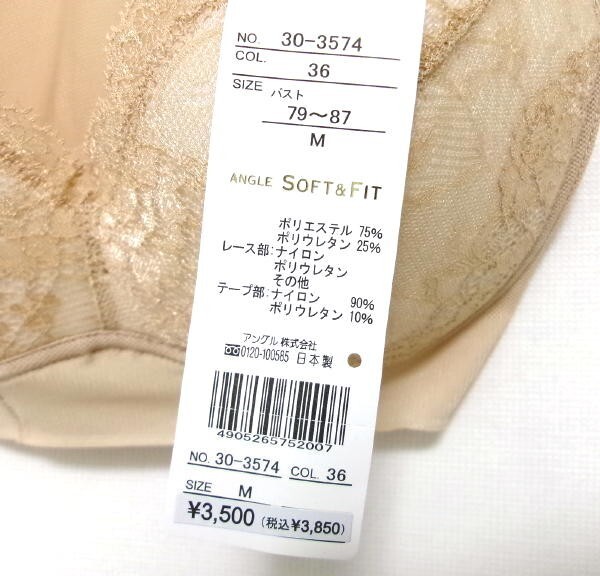 NO. 30-3574
COL. 36
SIZE バスト
79～87
M
ANGLE SOFT&FIT
ポリエステル 75%
ポリウレタン 25%
レース部:ナイロン
ポリウレタン
その他
テープ部:ナイロン 90%
ポリウレタン 10%
アングル 株式会社
0120-100585 日本製
4905265752007
NO. 30-3574 COL. 36
SIZE M
¥3,500 (税込¥3,850)